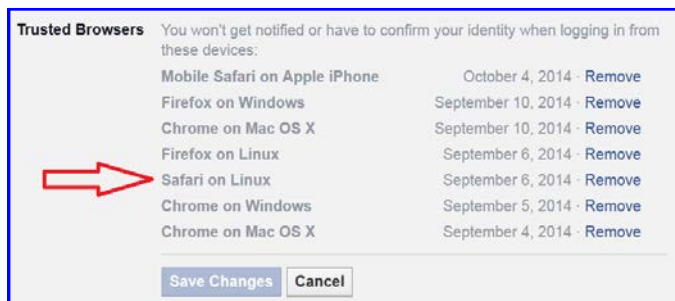 Trusted Browsers You won't get notified or have to confirm your identity when logging in from
these devices:
Mobile Safari on Apple iPhone October 4, 2014 · Remove
Firefox on Windows September 10, 2014 · Remove
Chrome on Mac OS X September 10, 2014 · Remove
Firefox on Linux September 6, 2014 · Remove
Safari on Linux September 6, 2014 · Remove
Chrome on Windows September 5, 2014 · Remove
Chrome on Mac OS X September 4, 2014 · Remove
Save Changes Cancel